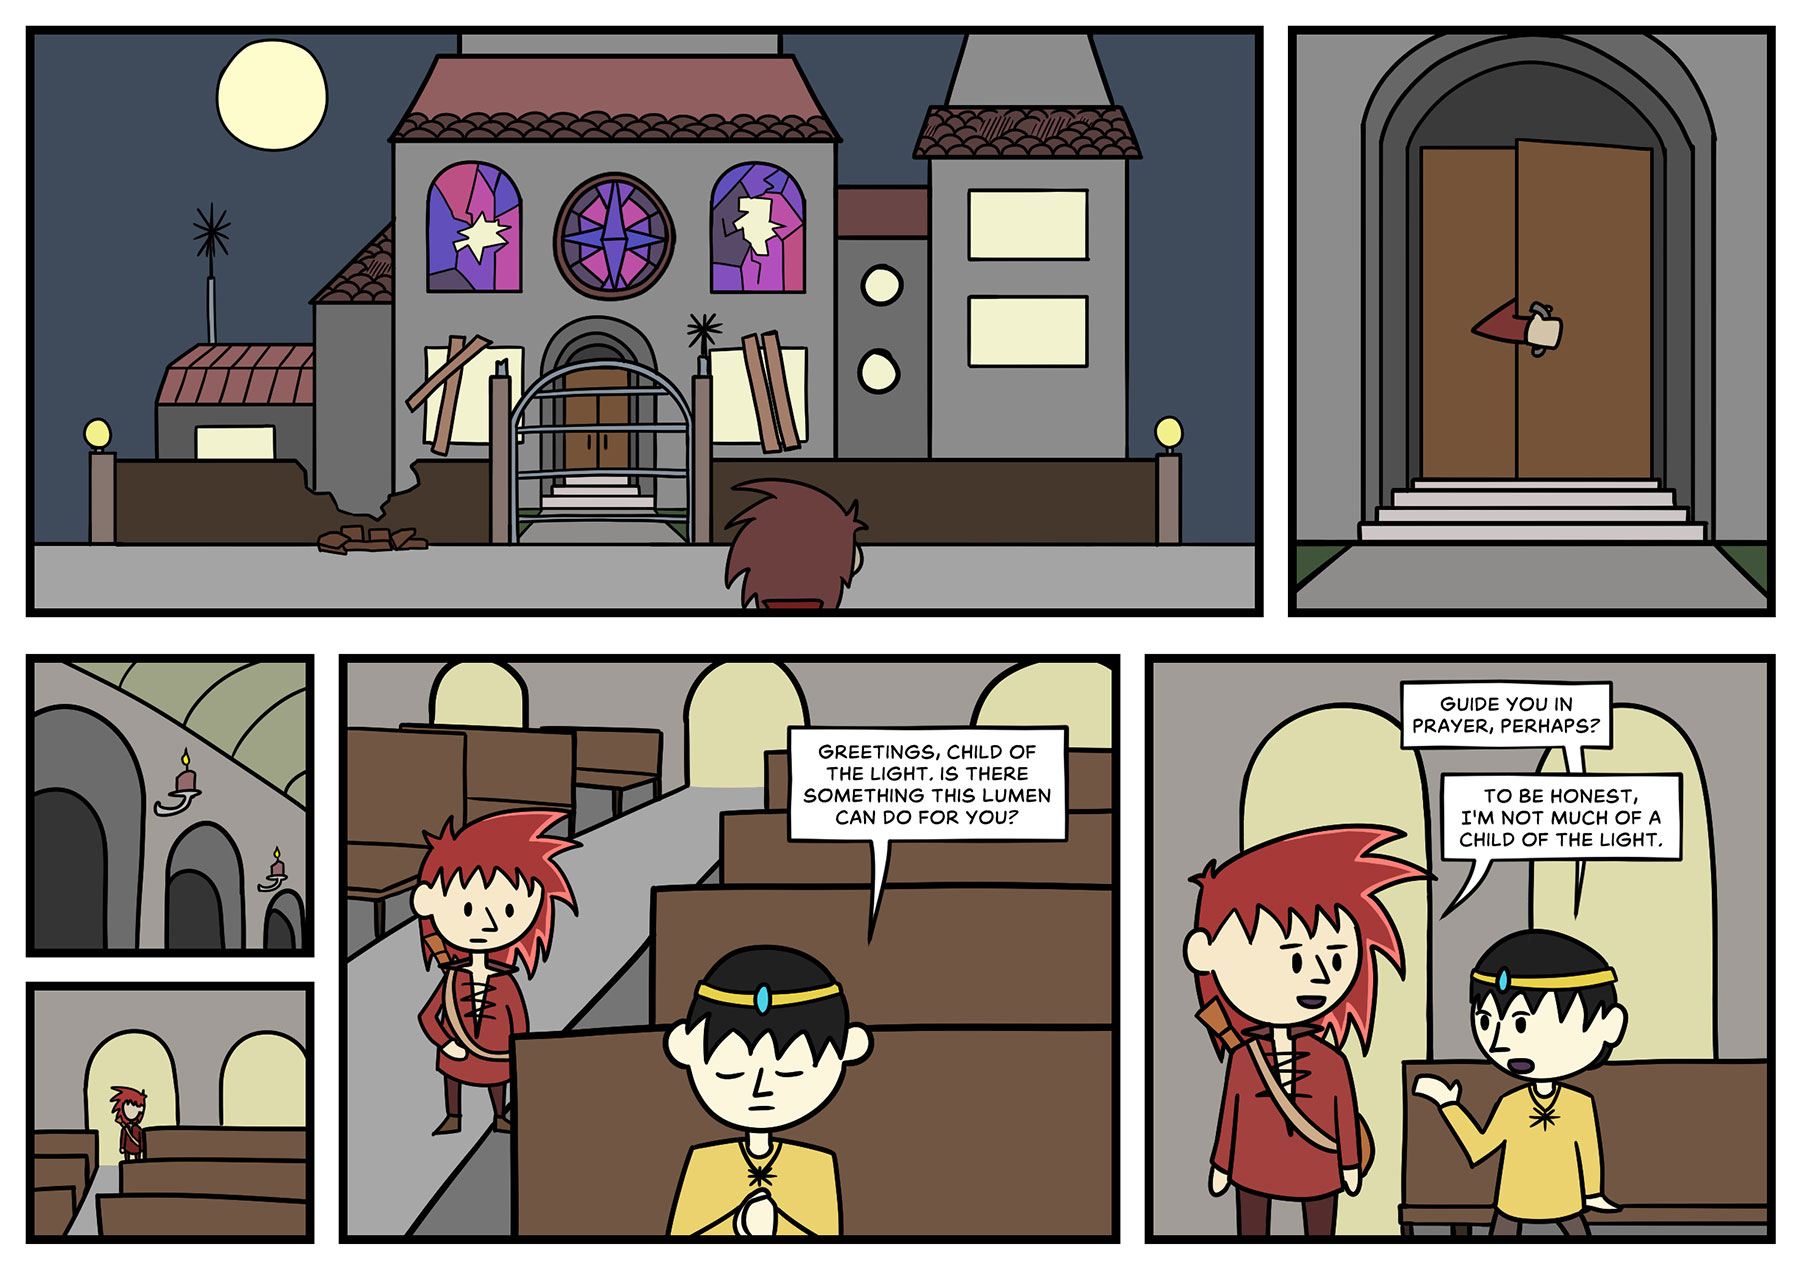 GREETINGS, CHILD OF
THE LIGHT. IS THERE
SOMETHING THIS LUMEN
CAN DO FOR YOU?
GUIDE YOU IN
PRAYER, PERHAPS?
TO BE HONEST,
I'M NOT MUCH OF A
CHILD OF THE LIGHT.